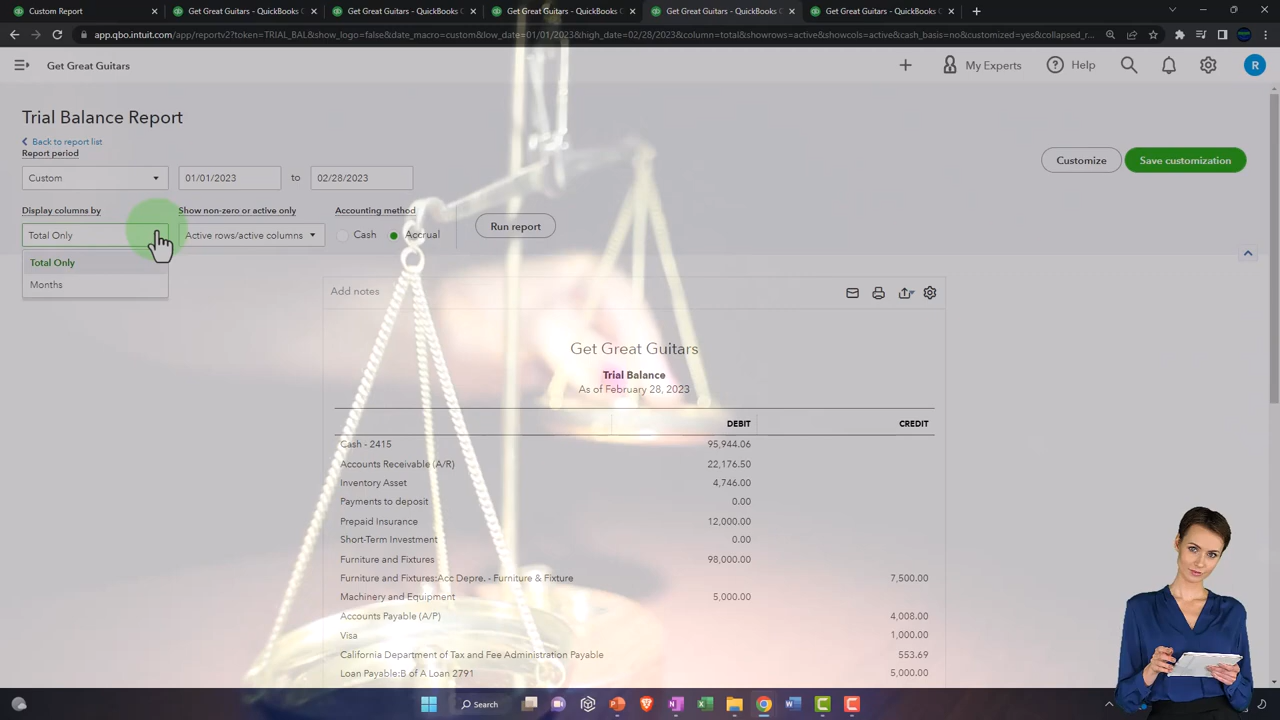 Custom Report
Get Great Guitars - QuickBooks C
Get Great Guitars - QuickBooks C
Get Great Guitars - QuickBooks C
Get Great Guitars - QuickBooks C
Get Great Guitars - QuickBooks C
app.qbo.intuit.com/app/reportv2?token=TRIAL_BAL&show_logo=false&date_macro=custom&low_date=01/01/2023&high_date=02/28/2023&column=total&showrows=active&showcols=active&cash_basis=no&customized=yes&collapsed_r...
Get Great Guitars
My Experts
Help
R
Trial Balance Report
Back to report list
Report period
Custom
01/01/2023
to
02/28/2023
Customize
Save customization
Display columns by
Show non-zero or active only
Accounting method
Total Only
Active rows/active columns
Cash
Accrual
Run report
Total Only
Months
Add notes
Get Great Guitars
Trial Balance
As of February 28, 2023
DEBIT CREDIT
Cash - 2415 95,944.06
Accounts Receivable (A/R) 22,176.50
Inventory Asset 4,746.00
Payments to deposit 0.00
Prepaid Insurance 12,000.00
Short-Term Investment 0.00
Furniture and Fixtures 98,000.00
Furniture and Fixtures:Acc Depre. - Furniture & Fixture 7,500.00
Machinery and Equipment 5,000.00
Accounts Payable (A/P) 4,008.00
Visa 1,000.00
California Department of Tax and Fee Administration Payable 553.69
Loan Payable:B of A Loan 2791 5,000.00
Search